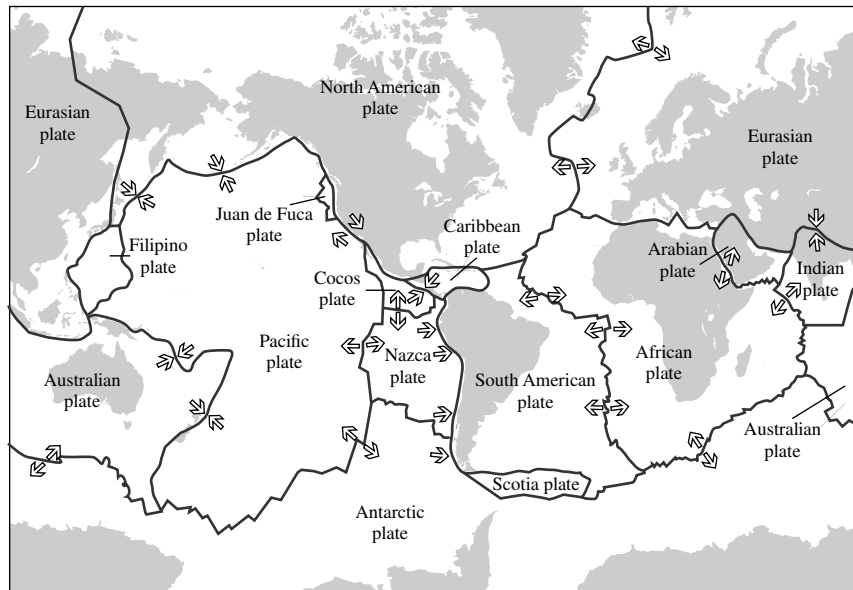 North American
plate
Eurasian
plate
Eurasian
plate
Juan de Fuca
plate
Caribbean
plate
Filipino
plate
Arabian
plate
Cocos
plate
Indian
plate
Pacific
plate
Nazca
plate
African
plate
Australian
plate
South American
plate
Australian
plate
Scotia plate
Antarctic
plate